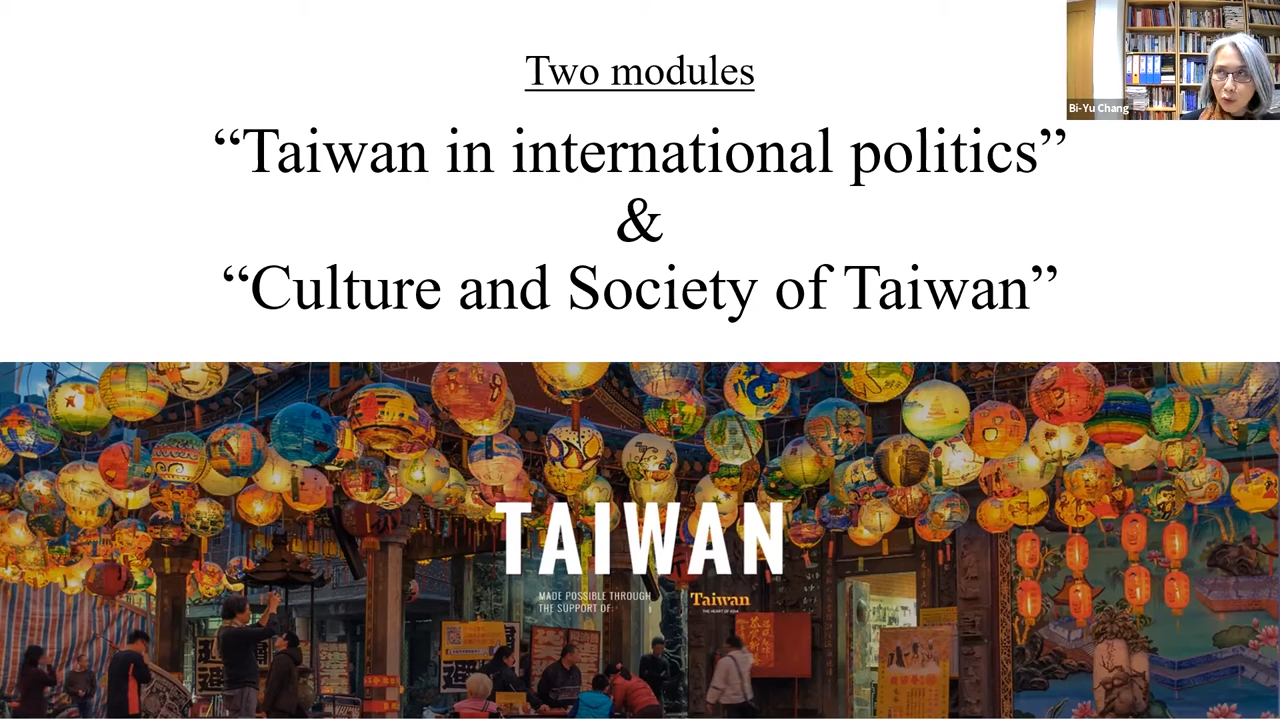 Two modules
“Taiwan in international politics”
&
“Culture and Society of Taiwan”
Bi-Yu Chang
TAIWAN
MADE POSSIBLE THROUGH
THE SUPPORT OF:
Taiwan
THE HEART OF ASIA